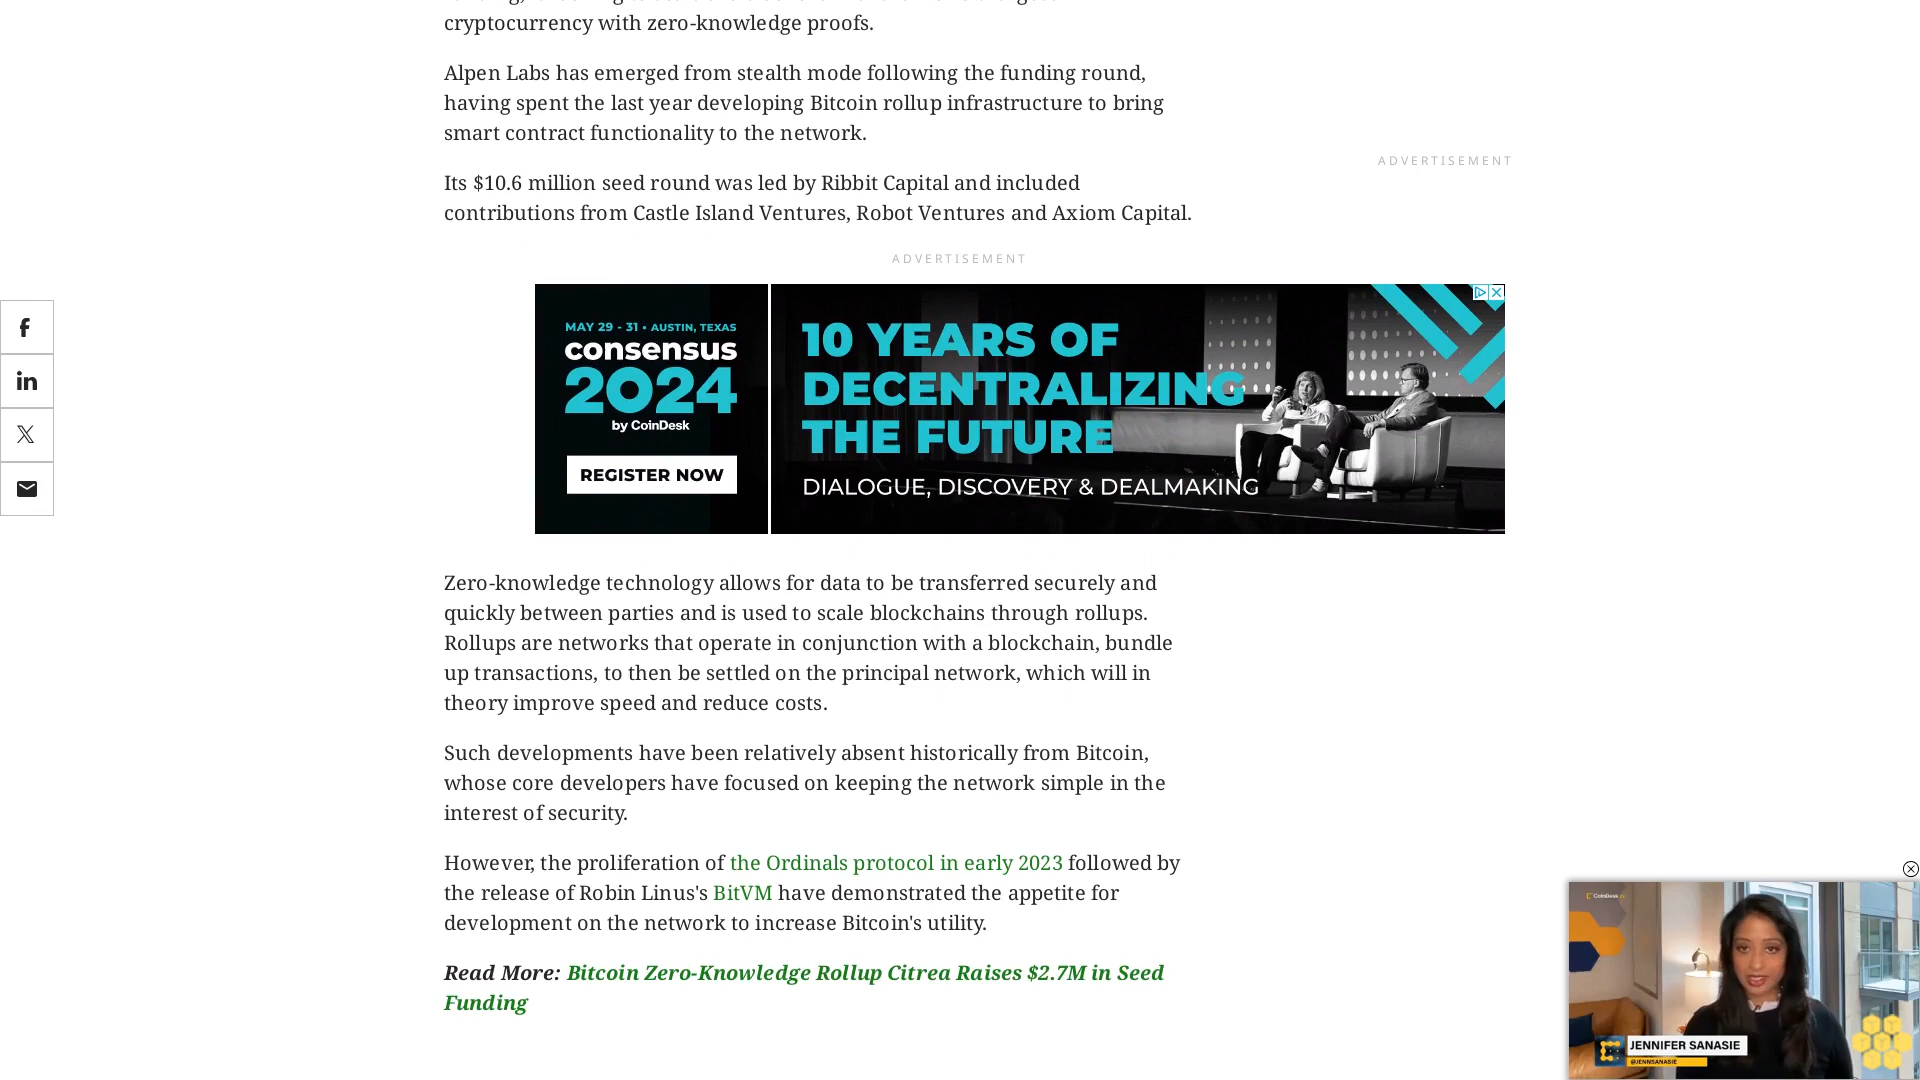 cryptocurrency with zero-knowledge proofs.
Alpen Labs has emerged from stealth mode following the funding round,
having spent the last year developing Bitcoin rollup infrastructure to bring
smart contract functionality to the network.
ADVERTISEMENT
Its $10.6 million seed round was led by Ribbit Capital and included
contributions from Castle Island Ventures, Robot Ventures and Axiom Capital.
ADVERTISEMENT
MAY 29 - 31 • AUSTIN, TEXAS
consensus
2024
by CoinDesk
REGISTER NOW
10 YEARS OF
DECENTRALIZING
THE FUTURE
DIALOGUE, DISCOVERY & DEALMAKING
Zero-knowledge technology allows for data to be transferred securely and
quickly between parties and is used to scale blockchains through rollups.
Rollups are networks that operate in conjunction with a blockchain, bundle
up transactions, to then be settled on the principal network, which will in
theory improve speed and reduce costs.
Such developments have been relatively absent historically from Bitcoin,
whose core developers have focused on keeping the network simple in the
interest of security.
However, the proliferation of the Ordinals protocol in early 2023 followed by
the release of Robin Linus's BitVM have demonstrated the appetite for
development on the network to increase Bitcoin's utility.
Read More: Bitcoin Zero-Knowledge Rollup Citrea Raises $2.7M in Seed
Funding
CoinDesk
JENNIFER SANASIE
@JENNSANASIE